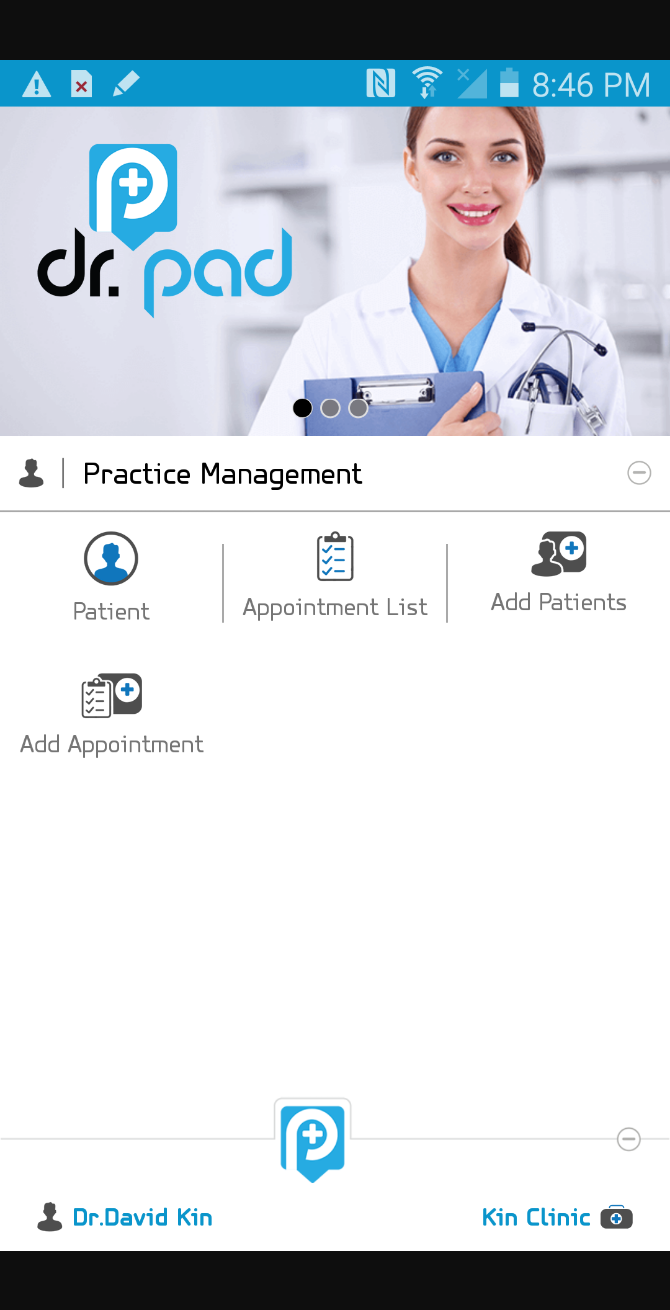 8:46 PM
dr. pad
Practice Management
Patient
Appointment List
Add Patients
Add Appointment
Dr.David Kin
Kin Clinic